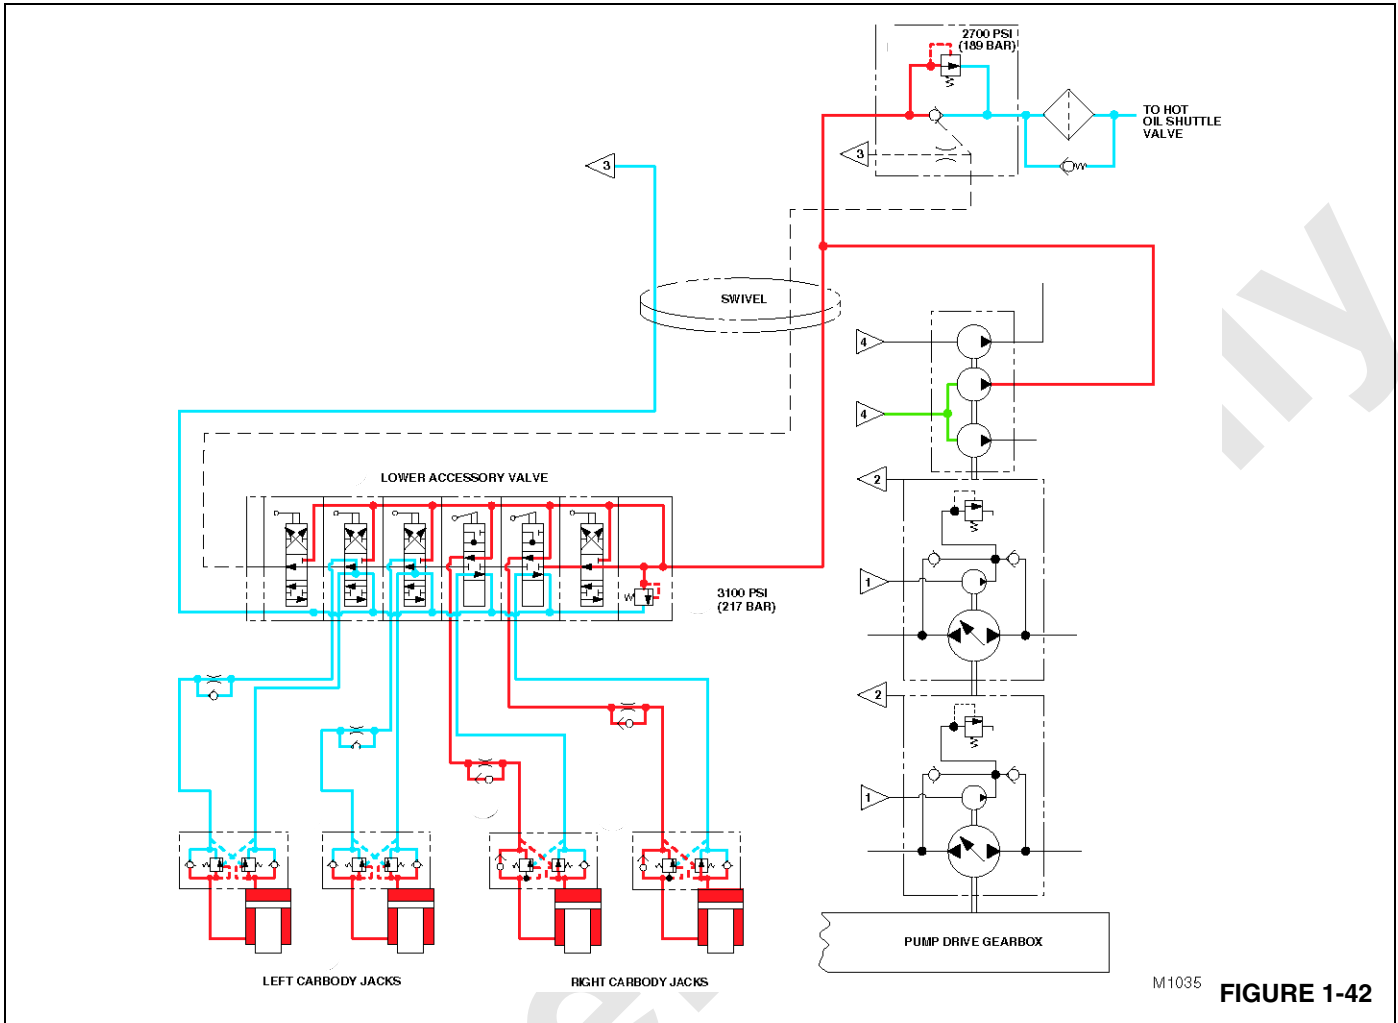 2700 PSI
(189 BAR)
TO HOT
OIL SHUTTLE
VALVE
3
3
SWIVEL
4
4
LOWER ACCESSORY VALVE
2
3100 PSI
(217 BAR)
1
2
1
PUMP DRIVE GEARBOX
LEFT CARBODY JACKS
RIGHT CARBODY JACKS
M1035
FIGURE 1-42